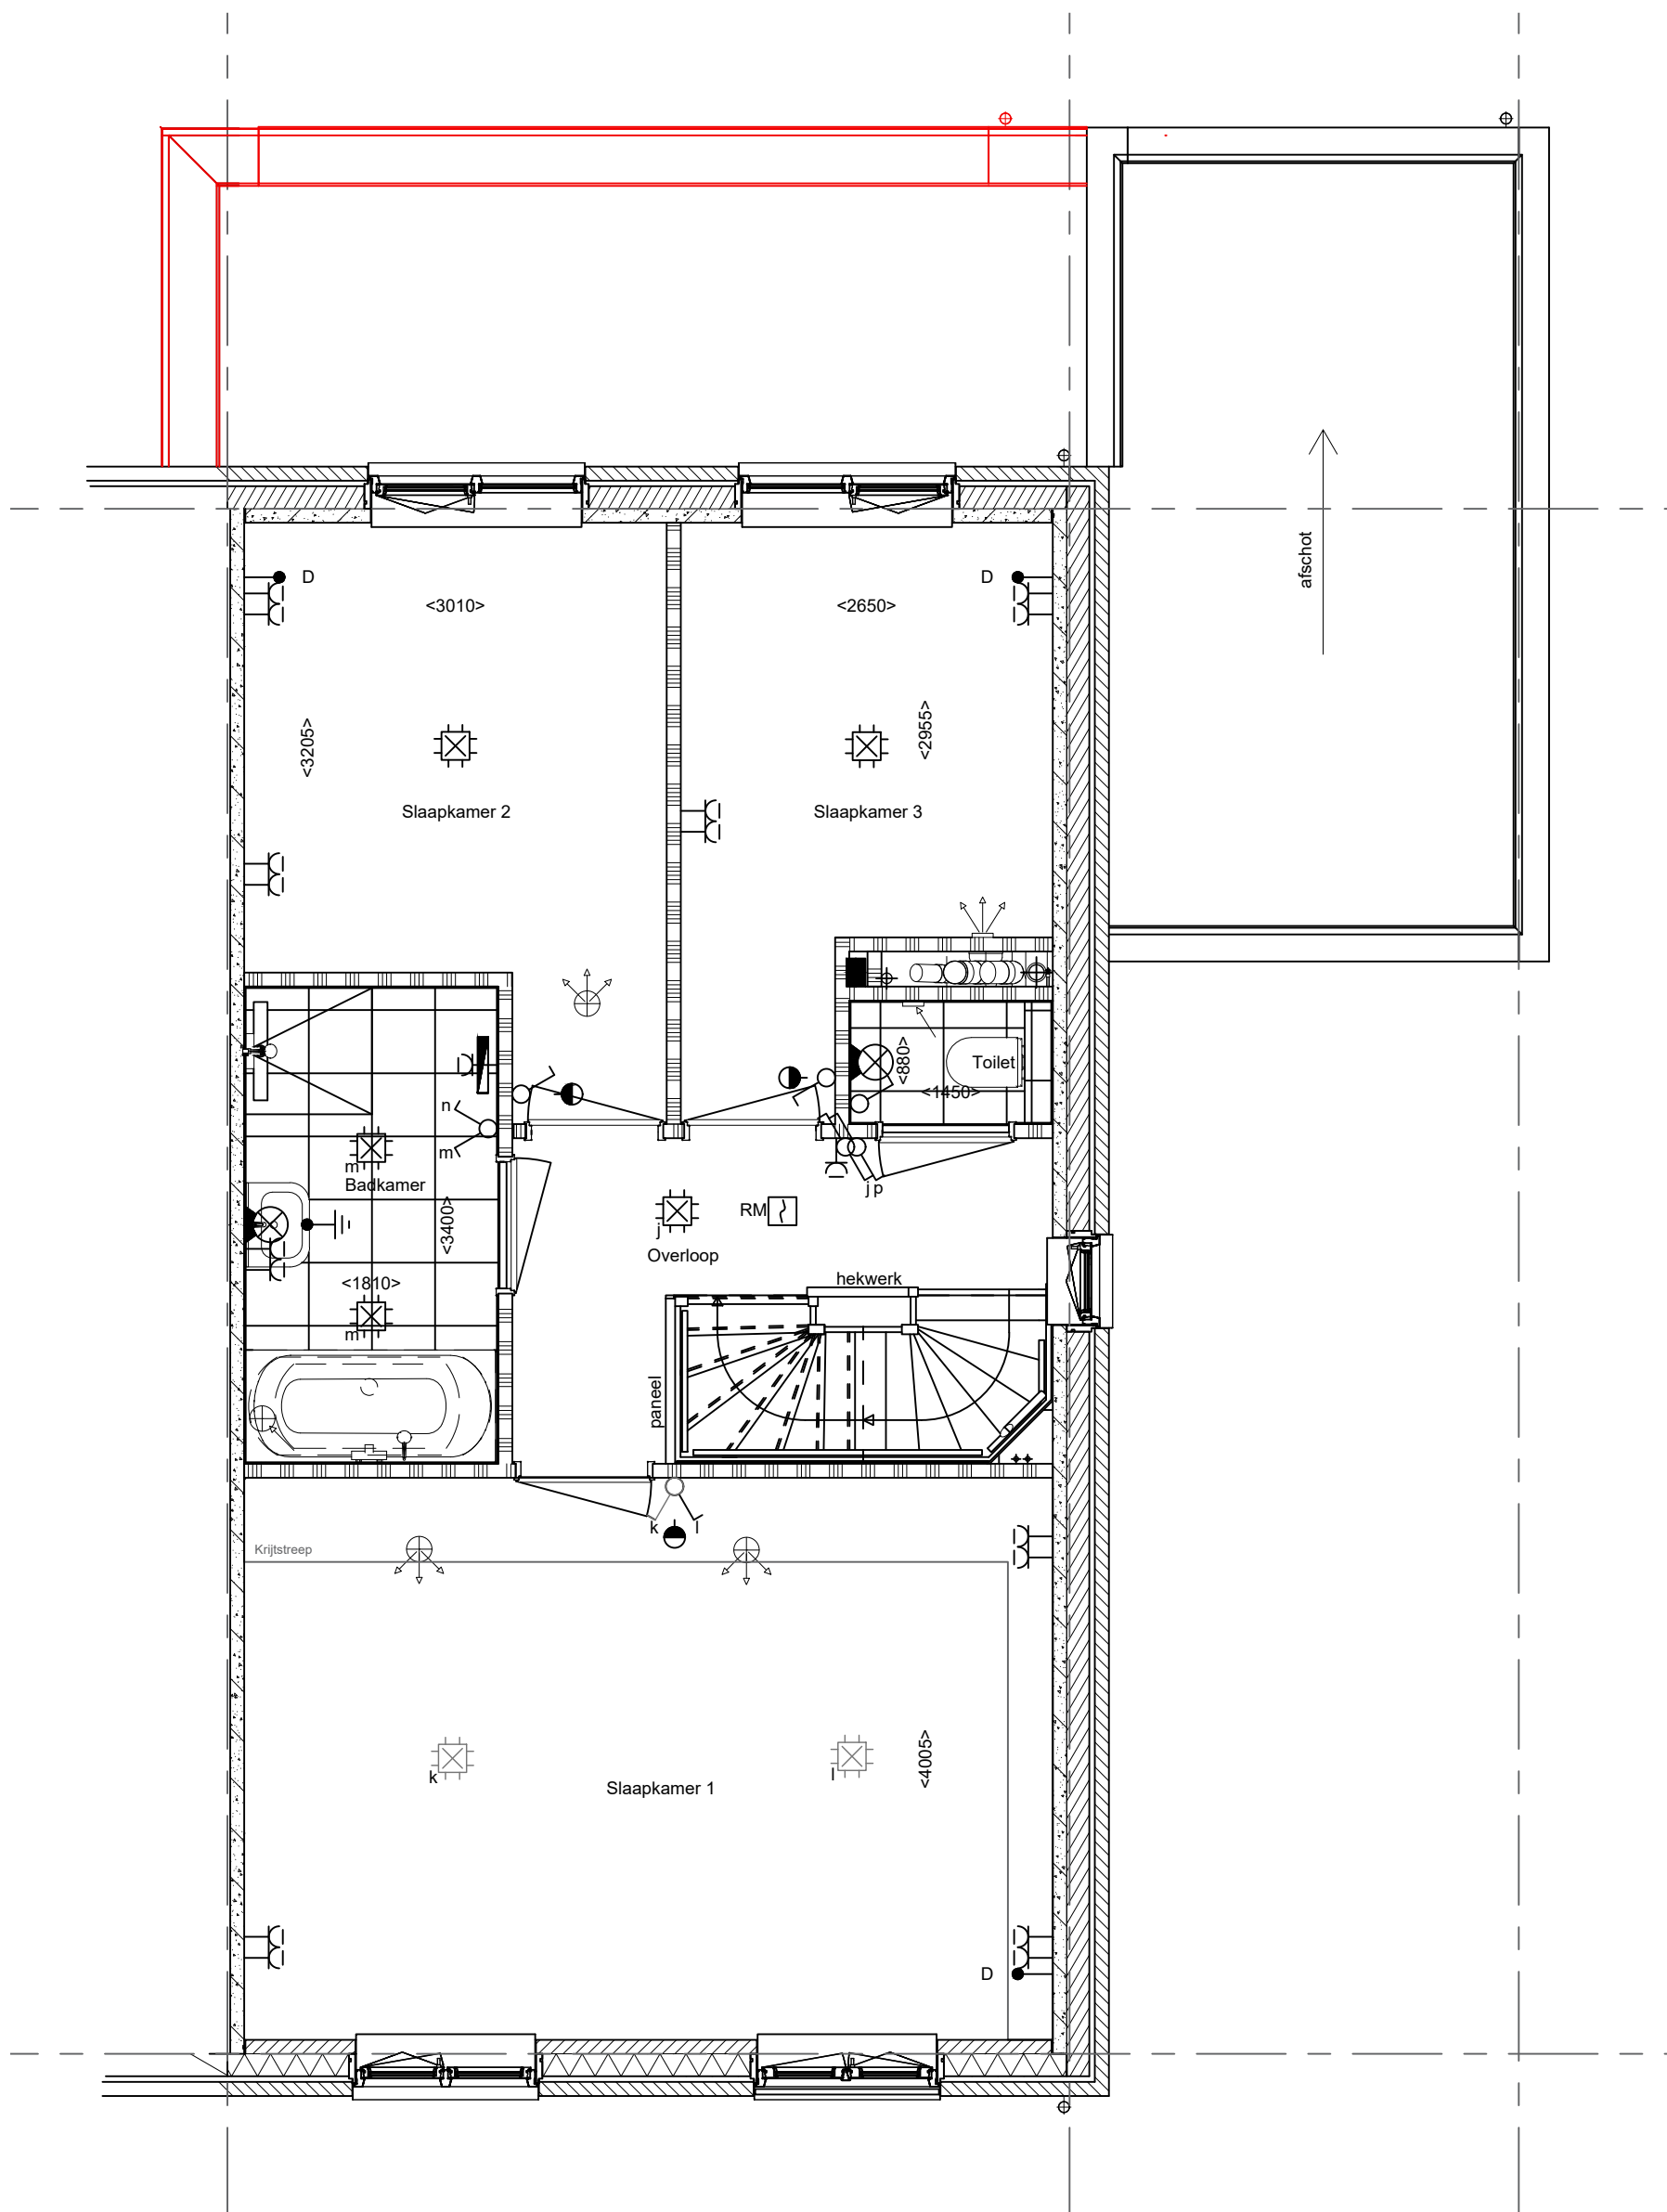 D
<3010>
<2650>
D
afschot
<3205>
<2955>
Slaapkamer 2
Slaapkamer 3
<880>
Toilet
<1450>
n
m
m
Badkamer
j p
<3400>
RM
j
Overloop
hekwerk
<1810>
m
paneel
k
l
Krijtstreep
k
l
<4005>
Slaapkamer 1
D